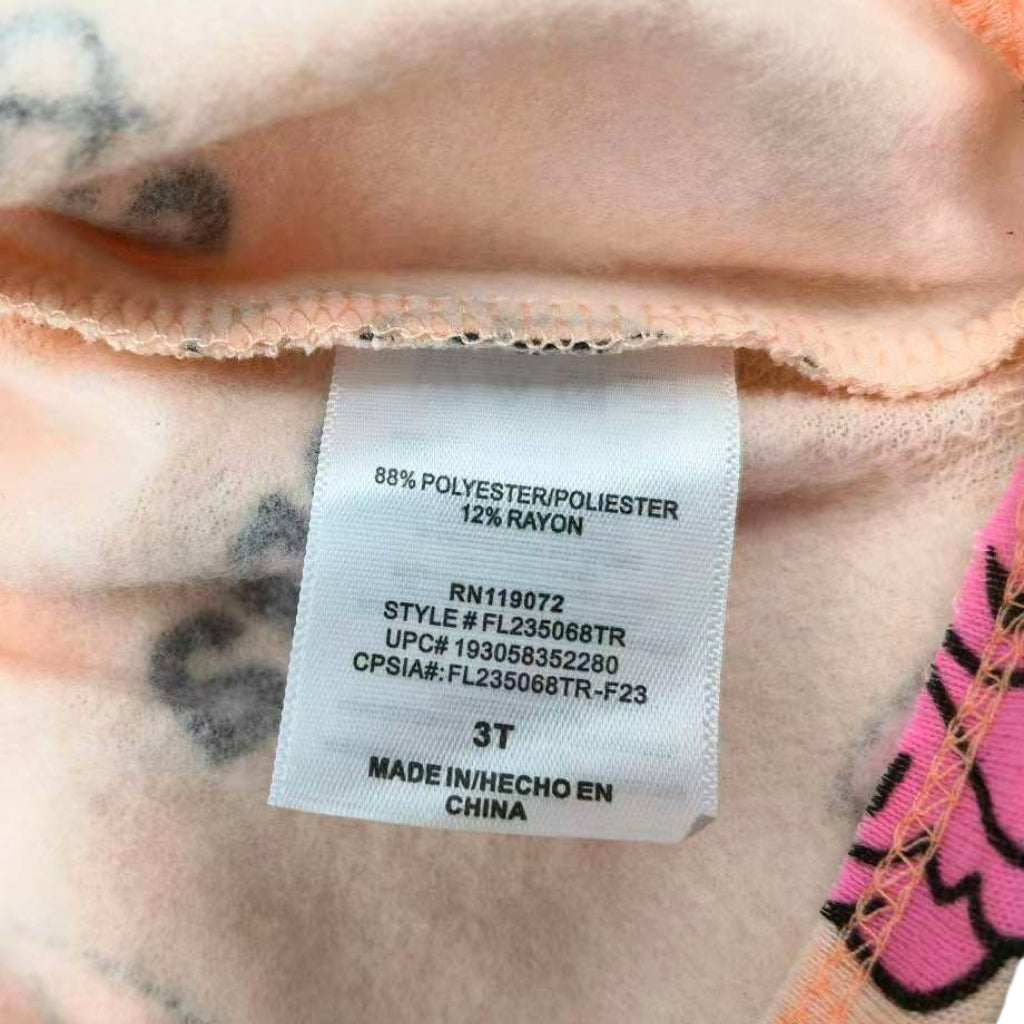 88% POLYESTER/POLIESTER
12% RAYON
RN119072
STYLE # FL235068TR
UPC# 193058352280
CPSIA#: FL235068TR-F23
3T
MADE IN/HECHO EN
CHINA